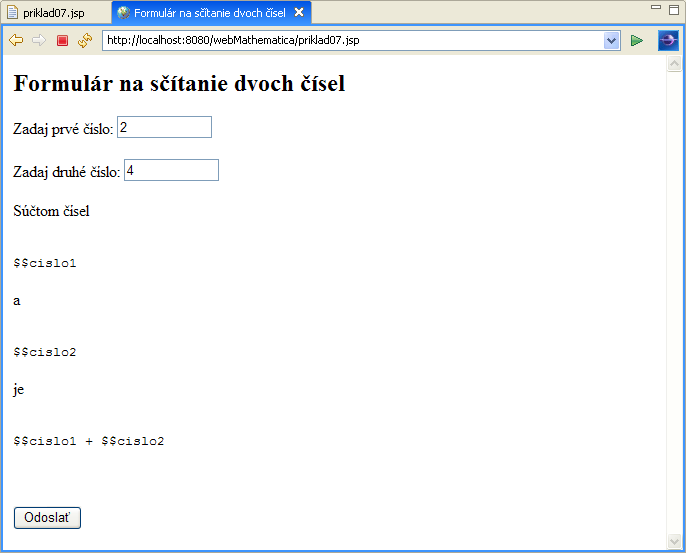 priklad07.jsp
Formulár na sčítanie dvoch čísel
http://localhost:8080/webMathematica/priklad07.jsp
Formulár na sčítanie dvoch čísel
Zadaj prvé číslo: 2
Zadaj druhé číslo: 4
Súčtom čísel
$$cislo1
a
$$cislo2
je
$$cislo1 + $$cislo2
Odoslať